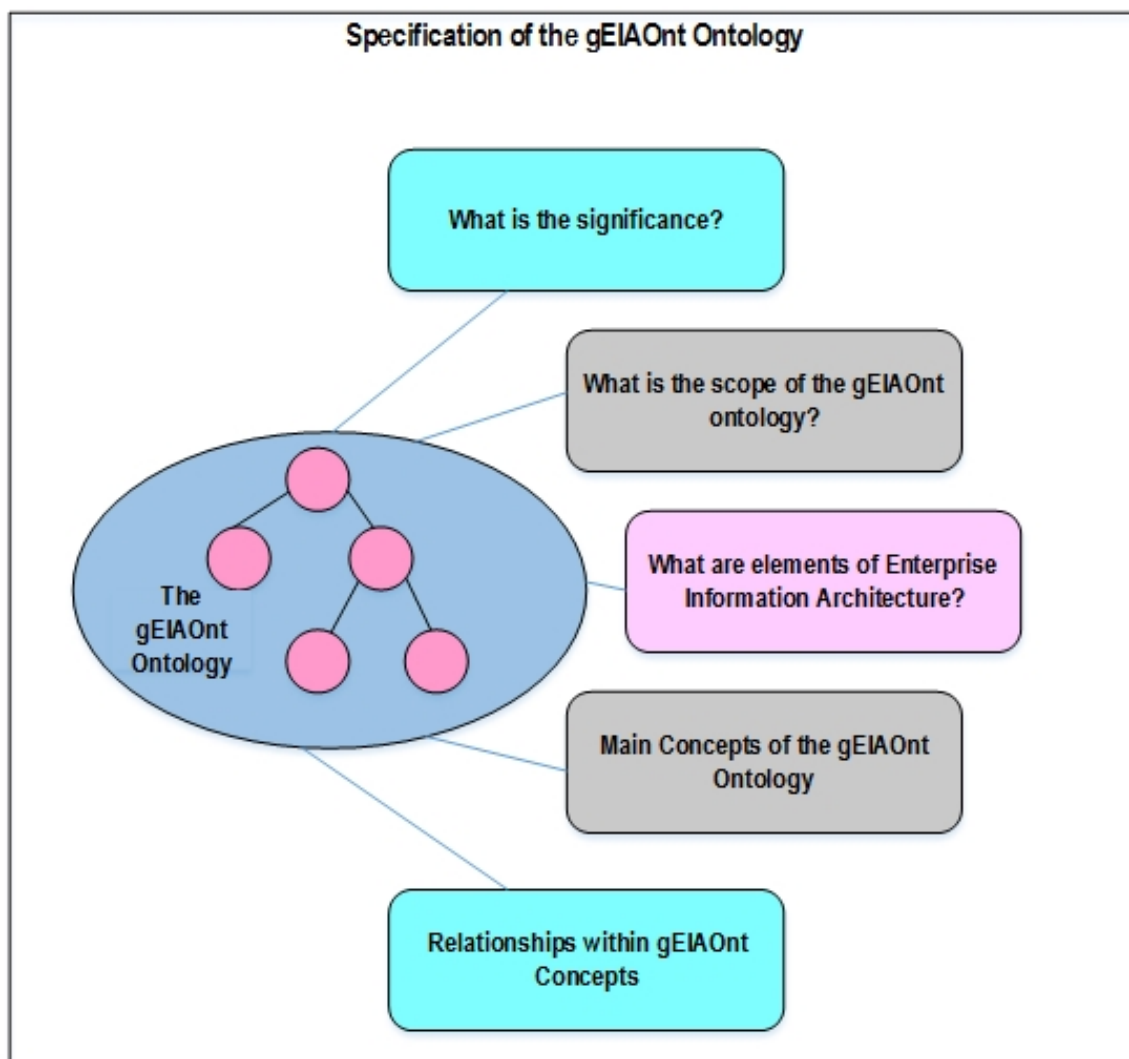 Specification of the gEIAOnt Ontology
What is the significance?
What is the scope of the gEIAOnt
ontology?
What are elements of Enterprise
Information Architecture?
The
gEIAOnt
Ontology
Main Concepts of the gEIAOnt
Ontology
Relationships within gEIAOnt
Concepts